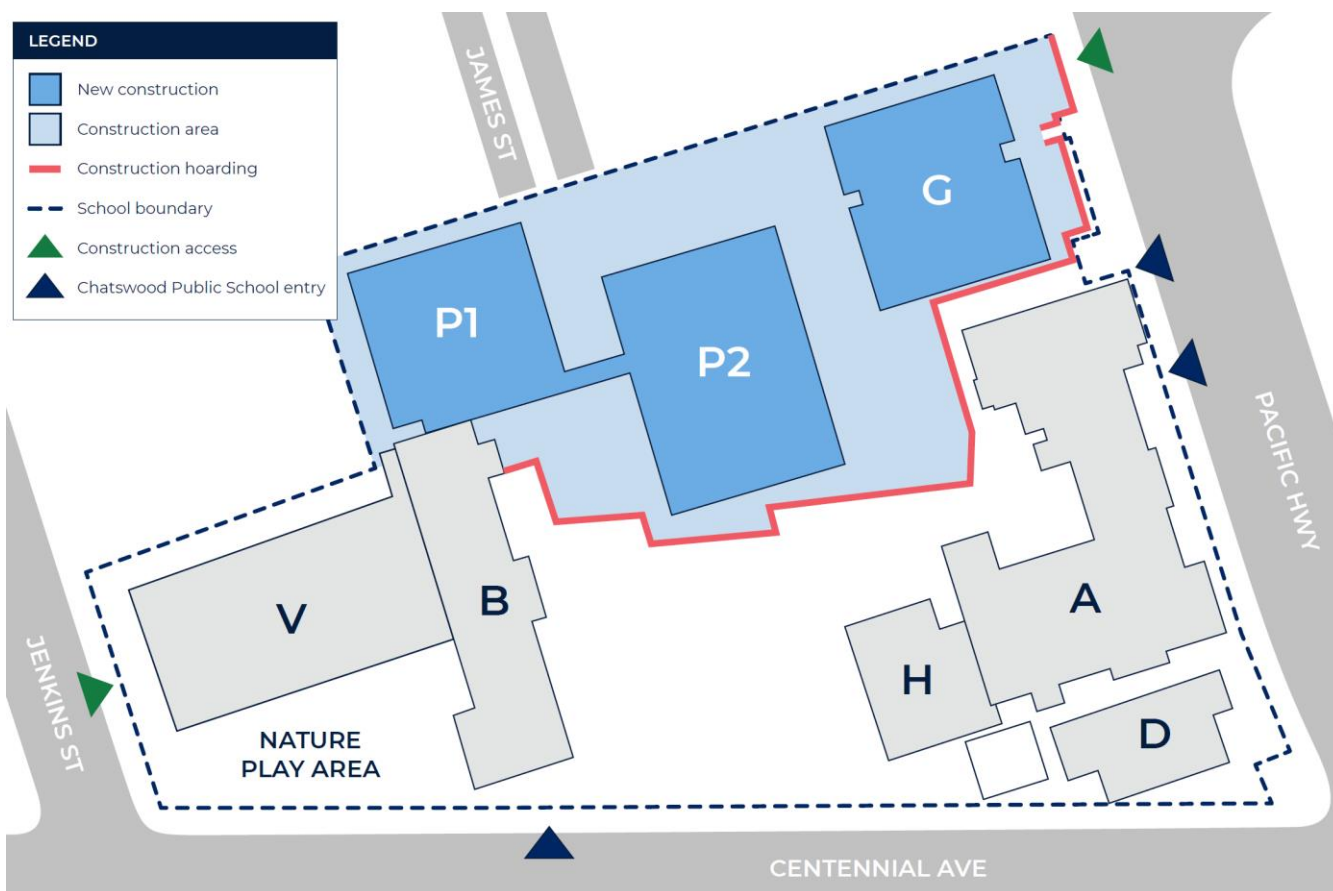 LEGEND
New construction
Construction area
Construction hoarding
School boundary
Construction access
Chatswood Public School entry
JAMES ST
G
P1
P2
PACIFIC HWY
B
V
A
H
D
JENKINS ST
NATURE
PLAY AREA
CENTENNIAL AVE